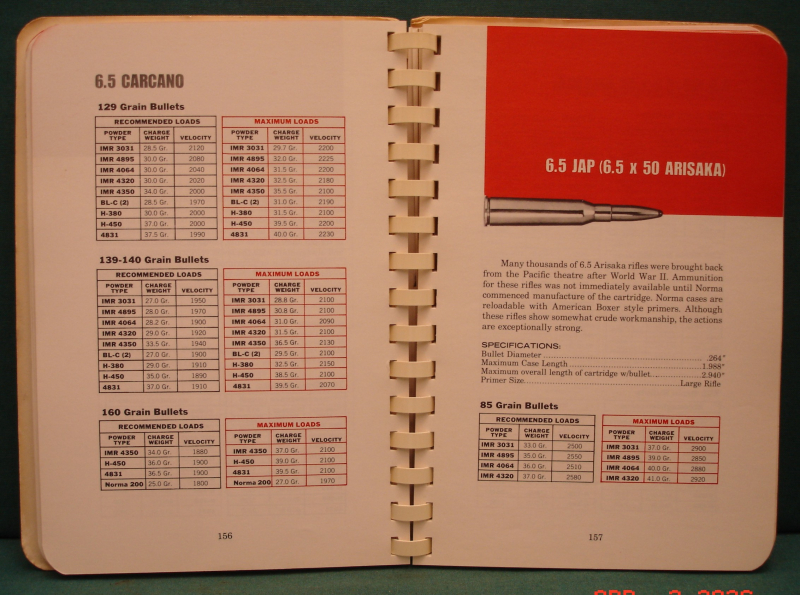 6.5 CARCANO
129 Grain Bullets
RECOMMENDED LOADS MAXIMUM LOADS
POWDER TYPE CHARGE WEIGHT VELOCITY POWDER TYPE CHARGE WEIGHT VELOCITY
IMR 3031 28.5 Gr. 2120 IMR 3031 29.7 Gr. 2200
IMR 4895 30.0 Gr. 2080 IMR 4895 32.0 Gr. 2225
IMR 4064 30.0 Gr. 2040 IMR 4064 31.5 Gr. 2200
IMR 4320 30.0 Gr. 2020 IMR 4320 32.5 Gr. 2180
IMR 4350 34.0 Gr. 2000 IMR 4350 35.5 Gr. 2100
BL-C (2) 28.5 Gr. 1970 BL-C (2) 31.0 Gr. 2190
H-380 30.0 Gr. 2000 H-380 31.5 Gr. 2100
H-450 37.0 Gr. 2000 H-450 39.5 Gr. 2200
4831 37.5 Gr. 1990 4831 40.0 Gr. 2230
139-140 Grain Bullets
RECOMMENDED LOADS MAXIMUM LOADS
POWDER TYPE CHARGE WEIGHT VELOCITY POWDER TYPE CHARGE WEIGHT VELOCITY
IMR 3031 27.0 Gr. 1950 IMR 3031 28.8 Gr. 2100
IMR 4895 28.0 Gr. 1970 IMR 4895 30.8 Gr. 2100
IMR 4064 28.2 Gr. 1900 IMR 4064 31.0 Gr. 2090
IMR 4320 29.0 Gr. 1920 IMR 4320 31.5 Gr. 2100
IMR 4350 33.5 Gr. 1940 IMR 4350 36.5 Gr. 2130
BL-C (2) 27.0 Gr. 1900 BL-C (2) 29.5 Gr. 2100
H-380 29.0 Gr. 1910 H-380 32.5 Gr. 2150
H-450 35.0 Gr. 1890 H-450 38.5 Gr. 2100
4831 37.0 Gr. 1910 4831 39.5 Gr. 2070
160 Grain Bullets
RECOMMENDED LOADS MAXIMUM LOADS
POWDER TYPE CHARGE WEIGHT VELOCITY POWDER TYPE CHARGE WEIGHT VELOCITY
IMR 4350 34.0 Gr. 1880 IMR 4350 37.0 Gr. 2100
H-450 36.0 Gr. 1900 H-450 39.0 Gr. 2100
4831 36.5 Gr. 1900 4831 39.5 Gr. 2100
Norma 200 25.0 Gr. 1800 Norma 200 27.0 Gr. 1970
156
6.5 JAP (6.5 x 50 ARISAKA)
Many thousands of 6.5 Arisaka rifles were brought back
from the Pacific theatre after World War II. Ammunition
for these rifles was not immediately available until Norma
commenced manufacture of the cartridge. Norma cases are
reloadable with American Boxer style primers. Although
these rifles show somewhat crude workmanship, the actions
are exceptionally strong.
SPECIFICATIONS:
Bullet Diameter .264"
Maximum Case Length 1.988"
Maximum overall length of cartridge w/bullet 2.940"
Primer Size Large Rifle
85 Grain Bullets
RECOMMENDED LOADS MAXIMUM LOADS
POWDER TYPE CHARGE WEIGHT VELOCITY POWDER TYPE CHARGE WEIGHT VELOCITY
IMR 3031 33.0 Gr. 2500 IMR 3031 37.0 Gr. 2900
IMR 4895 35.0 Gr. 2550 IMR 4895 39.0 Gr. 2850
IMR 4064 36.0 Gr. 2510 IMR 4064 40.0 Gr. 2880
IMR 4320 37.0 Gr. 2580 IMR 4320 41.0 Gr. 2920
157